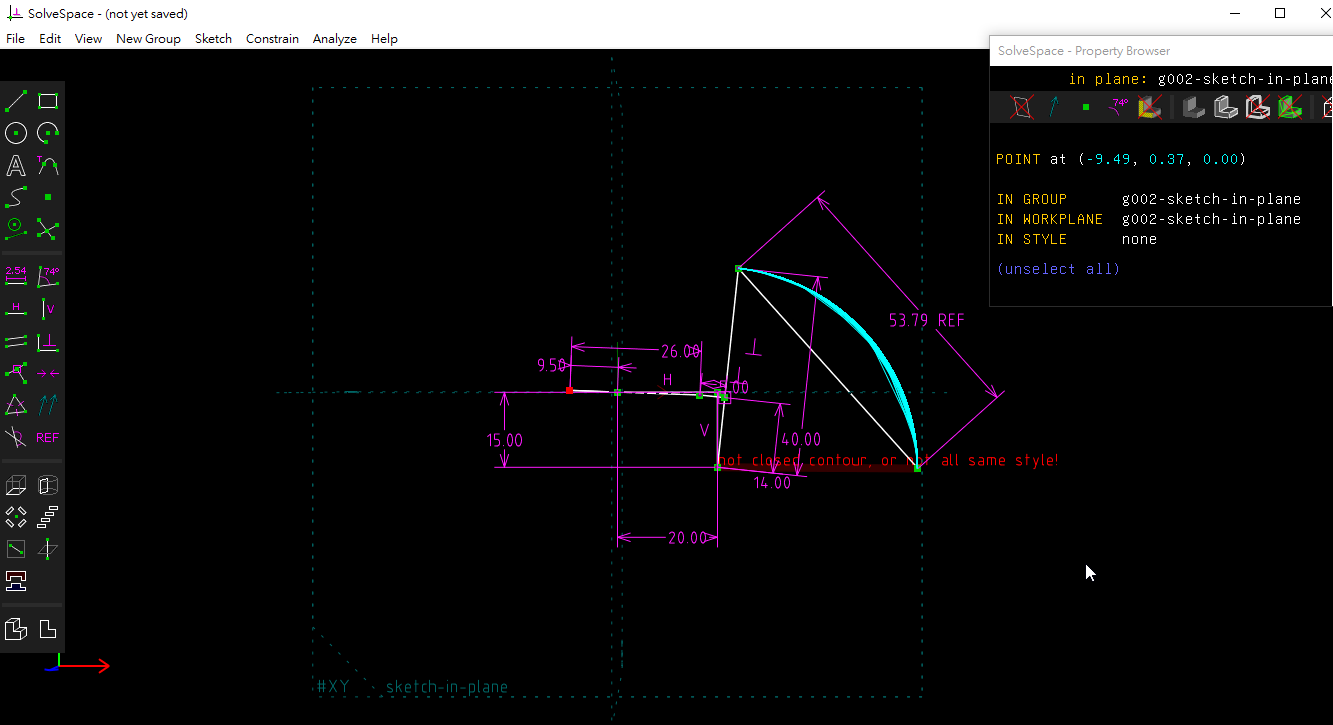 SolveSpace - (not yet saved)
File Edit View New Group Sketch Constrain Analyze Help
SolveSpace - Property Browser
in plane: g002-sketch-in-plane
74°
POINT at (-9.49, 0.37, 0.00)
IN GROUP g002-sketch-in-plane
IN WORKPLANE g002-sketch-in-plane
IN STYLE none
(unselect all)
A
T
2.54 74°
H V
REF
53.79 REF
26.00
9.50
H
V
15.00
40.00
not closed contour, or not all same style!
14.00
20.00
#XY sketch-in-plane